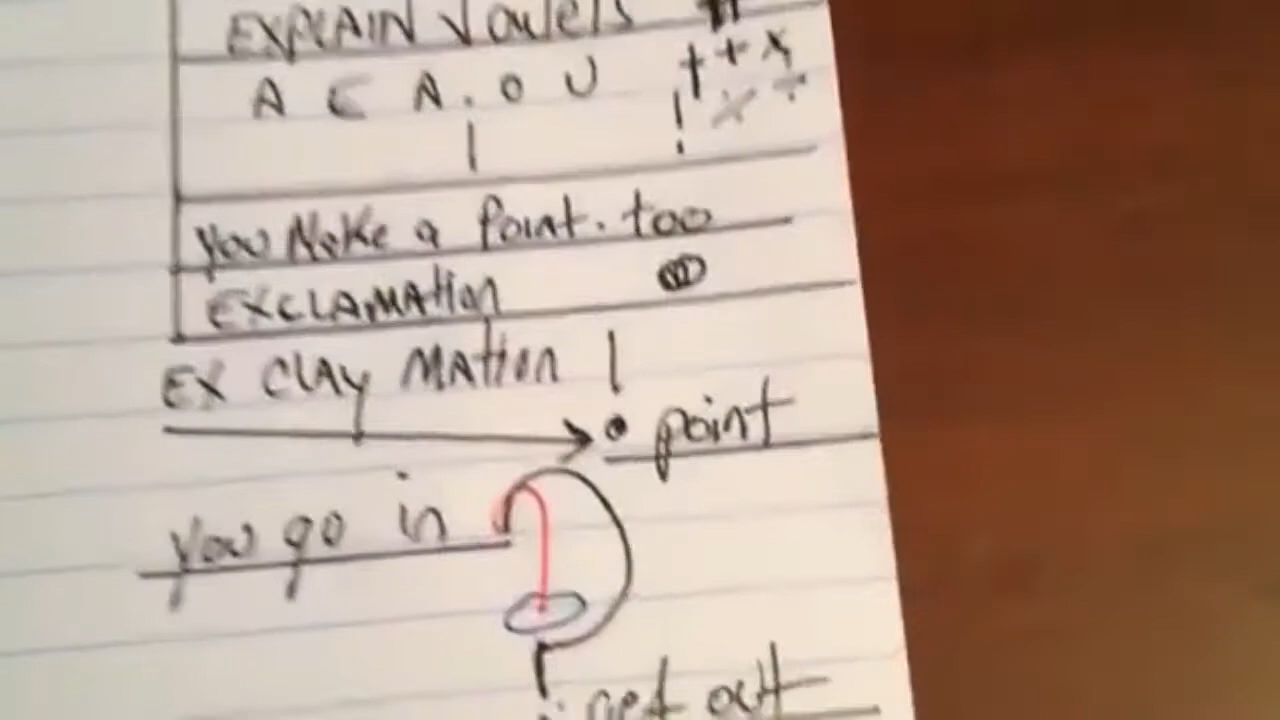 EXPLAIN Vowels
A E A . O U ! + + x
x ÷
|
You Make a Point. too
EXCLAMATION
EX CLAY MATION !
point
you go in
get out